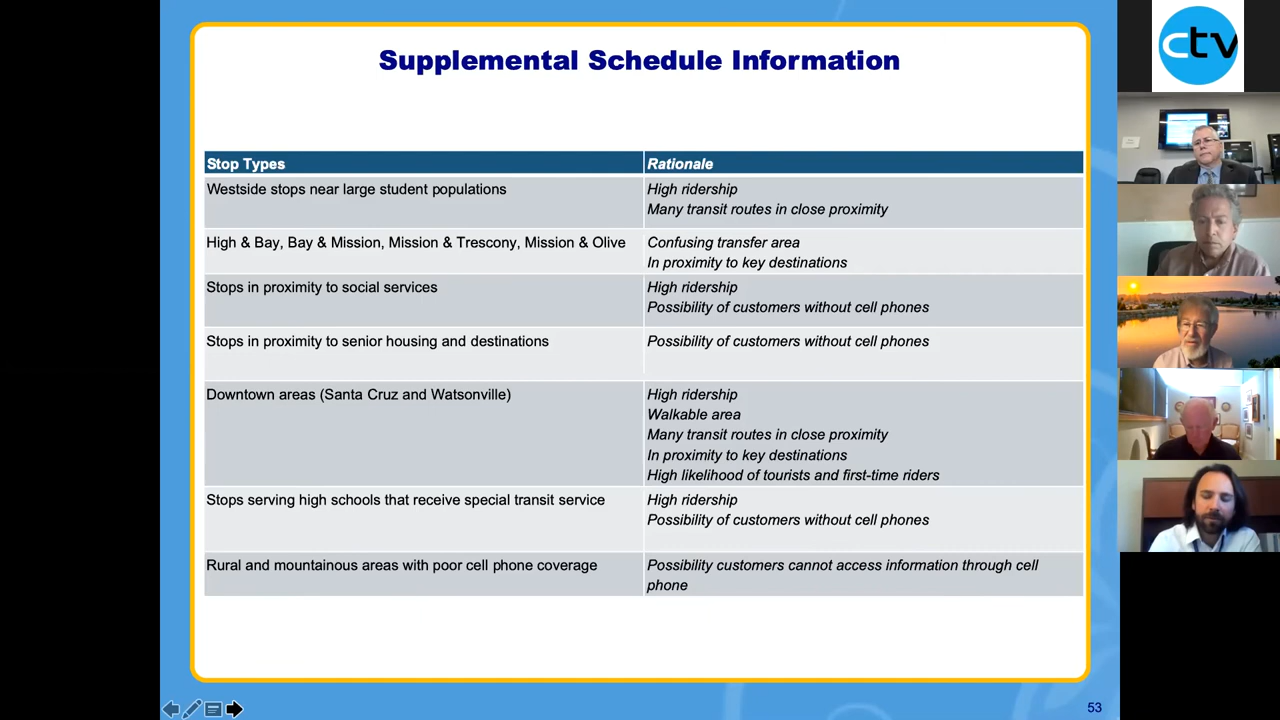 Supplemental Schedule Information
Stop Types
Rationale
Westside stops near large student populations
High ridership
Many transit routes in close proximity
High & Bay, Bay & Mission, Mission & Trescony, Mission & Olive
Confusing transfer area
In proximity to key destinations
Stops in proximity to social services
High ridership
Possibility of customers without cell phones
Stops in proximity to senior housing and destinations
Possibility of customers without cell phones
Downtown areas (Santa Cruz and Watsonville)
High ridership
Walkable area
Many transit routes in close proximity
In proximity to key destinations
High likelihood of tourists and first-time riders
Stops serving high schools that receive special transit service
High ridership
Possibility of customers without cell phones
Rural and mountainous areas with poor cell phone coverage
Possibility customers cannot access information through cell
phone
53
ctv